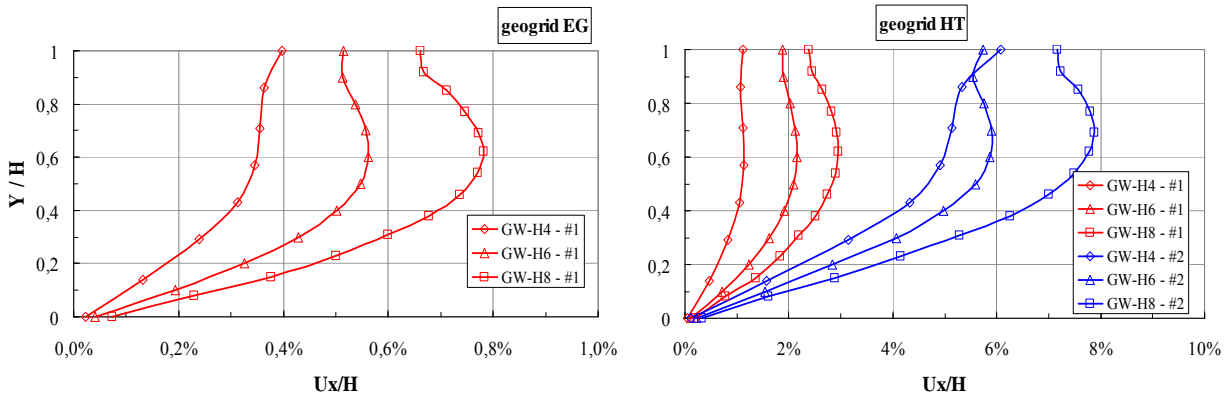 geogrid EG
Y / H
1
0,8
0,6
0,4
0,2
0
0,0% 0,2% 0,4% 0,6% 0,8% 1,0%
Ux/H
GW-H4 - #1
GW-H6 - #1
GW-H8 - #1
geogrid HT
1
0,8
0,6
0,4
0,2
0
0% 2% 4% 6% 8% 10%
Ux/H
GW-H4 - #1
GW-H6 - #1
GW-H8 - #1
GW-H4 - #2
GW-H6 - #2
GW-H8 - #2